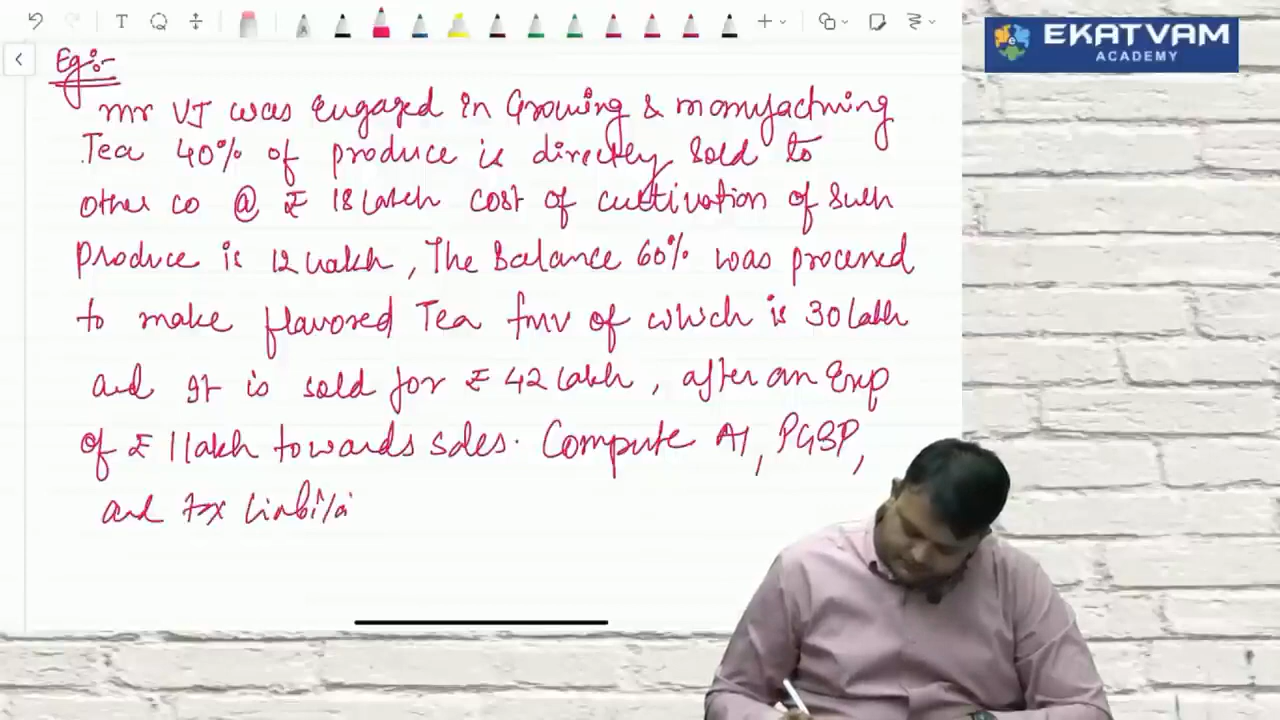 EKATVAM
ACADEMY
Eg:-
Mr VJ was engaged in Growing & manufacturing
Tea 40% of produce is directly sold to
other co @ ₹ 18 Lakh cost of cultivation of such
Produce is 12 Lakh, The Balance 60% was processed
to make flavored Tea fmv of which is 30 Lakh
and It is sold for ₹ 42 Lakh, after an Exp
of ₹ 1 Lakh towards sales. Compute AI, PGBP,
and tax